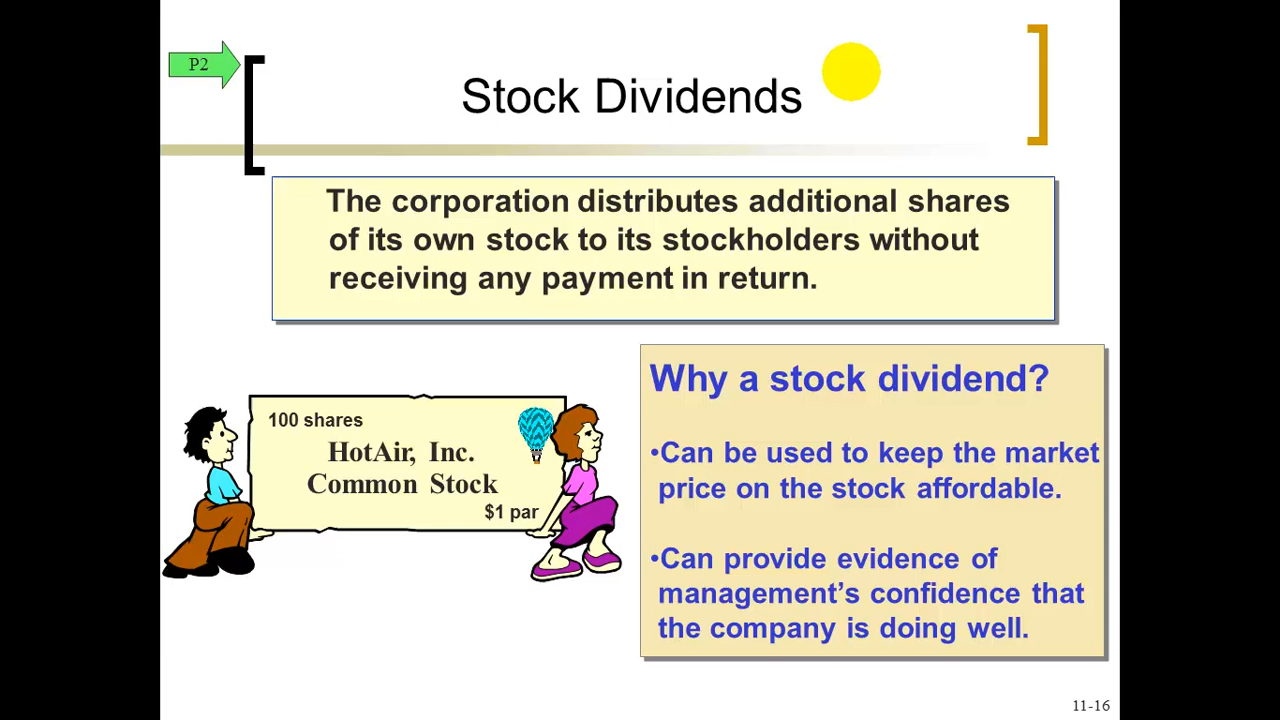 P2
Stock Dividends
The corporation distributes additional shares
of its own stock to its stockholders without
receiving any payment in return.
100 shares
HotAir, Inc.
Common Stock
$1 par
Why a stock dividend?
•Can be used to keep the market
price on the stock affordable.
•Can provide evidence of
management’s confidence that
the company is doing well.
11-16